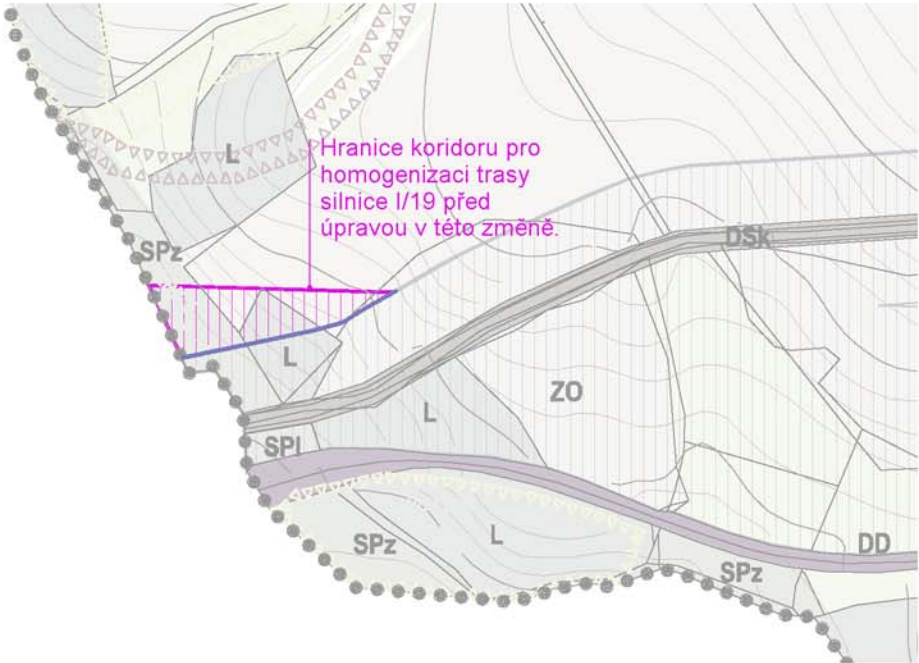 L
Hranice koridoru pro
homogenizaci trasy
silnice I/19 před
úpravou v této změně.
SPz
DSk
L
ZO
L
SPl
L
SPz
DD
SPz